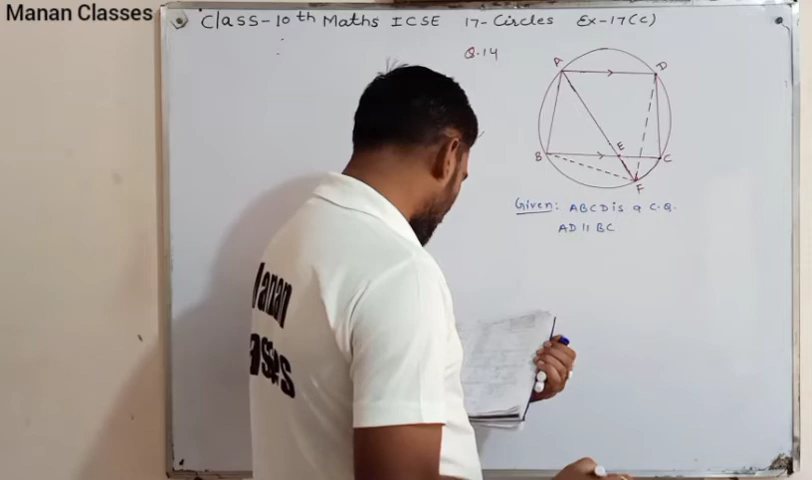 Manan Classes
Class-10th Maths ICSE 17-Circles Ex-17(C)
Q.14
A
D
B
E
C
F
Given: ABCD is a C.Q.
AD || BC